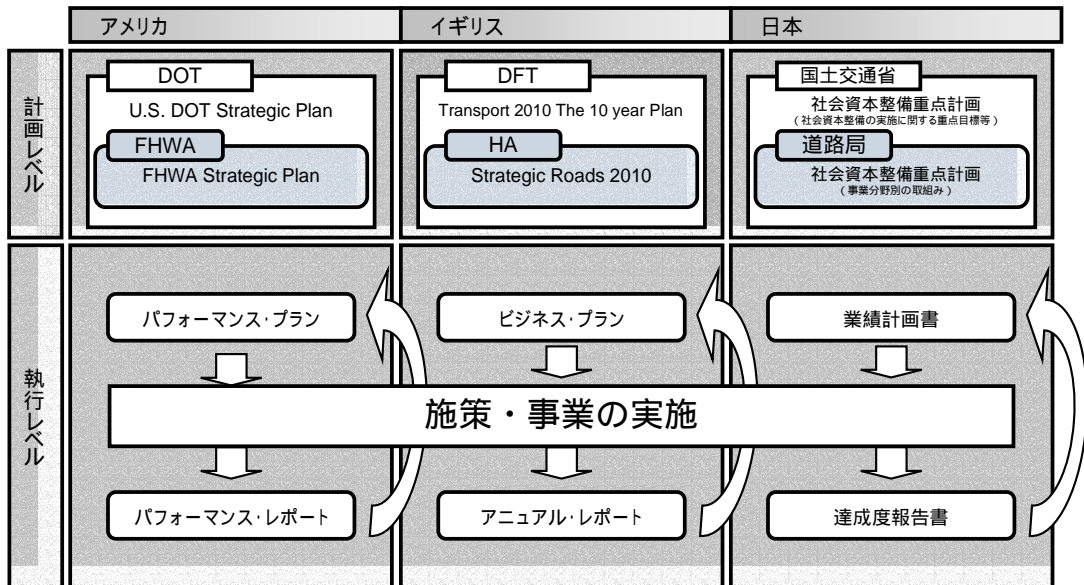 アメリカ
イギリス
日本
計画レベル
DOT
U.S. DOT Strategic Plan
FHWA
FHWA Strategic Plan
DFT
Transport 2010 The 10 year Plan
HA
Strategic Roads 2010
国土交通省
社会資本整備重点計画
(社会資本整備の実施に関する重点目標等)
道路局
社会資本整備重点計画
(事業分野別の取組み)
執行レベル
パフォーマンス・プラン
ビジネス・プラン
業績計画書
施策・事業の実施
パフォーマンス・レポート
アニュアル・レポート
達成度報告書